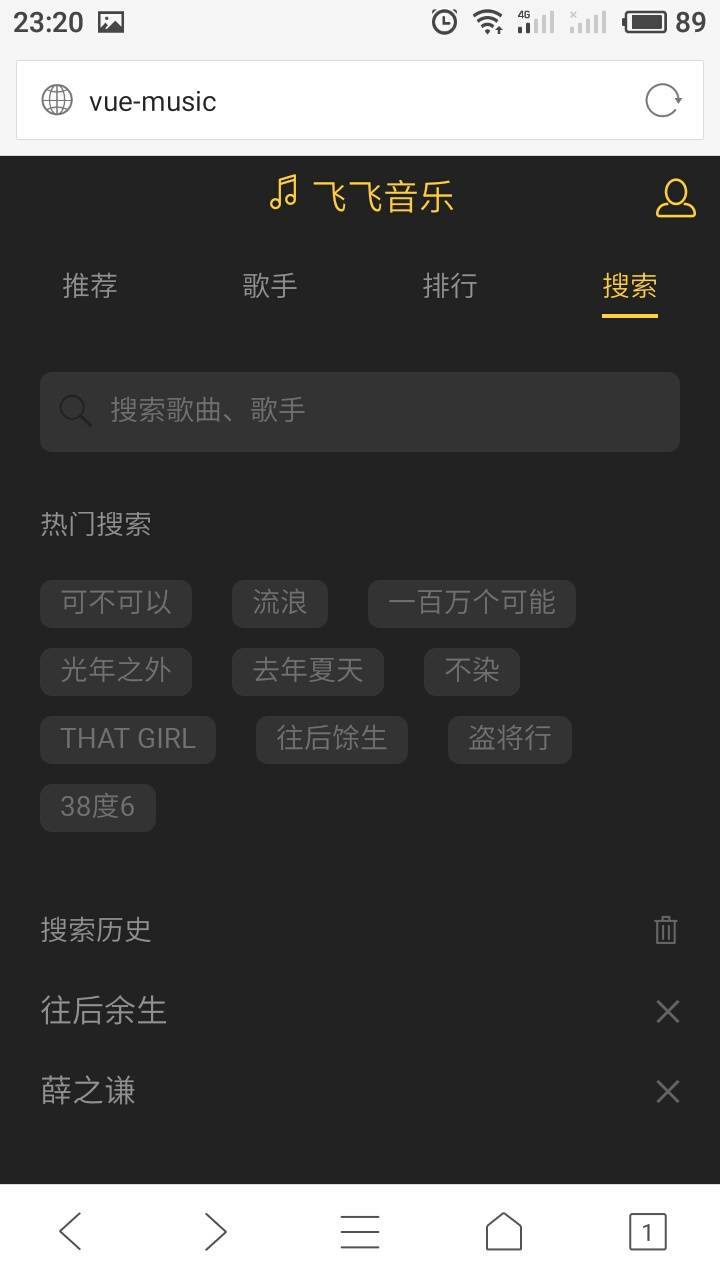 23:20 4G 89
vue-music
飞飞音乐
推荐 歌手 排行 搜索
搜索歌曲、歌手
热门搜索
可不可以 流浪 一百万个可能
光年之外 去年夏天 不染
THAT GIRL 往后馀生 盗将行
38度6
搜索历史
往后余生
薛之谦
1